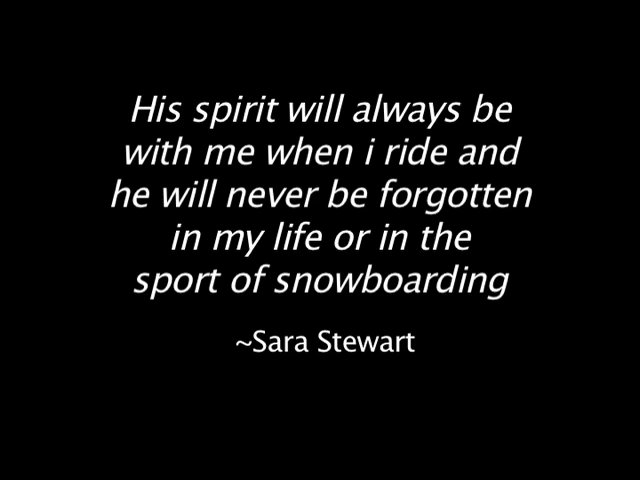 His spirit will always be
with me when i ride and
he will never be forgotten
in my life or in the
sport of snowboarding
~Sara Stewart